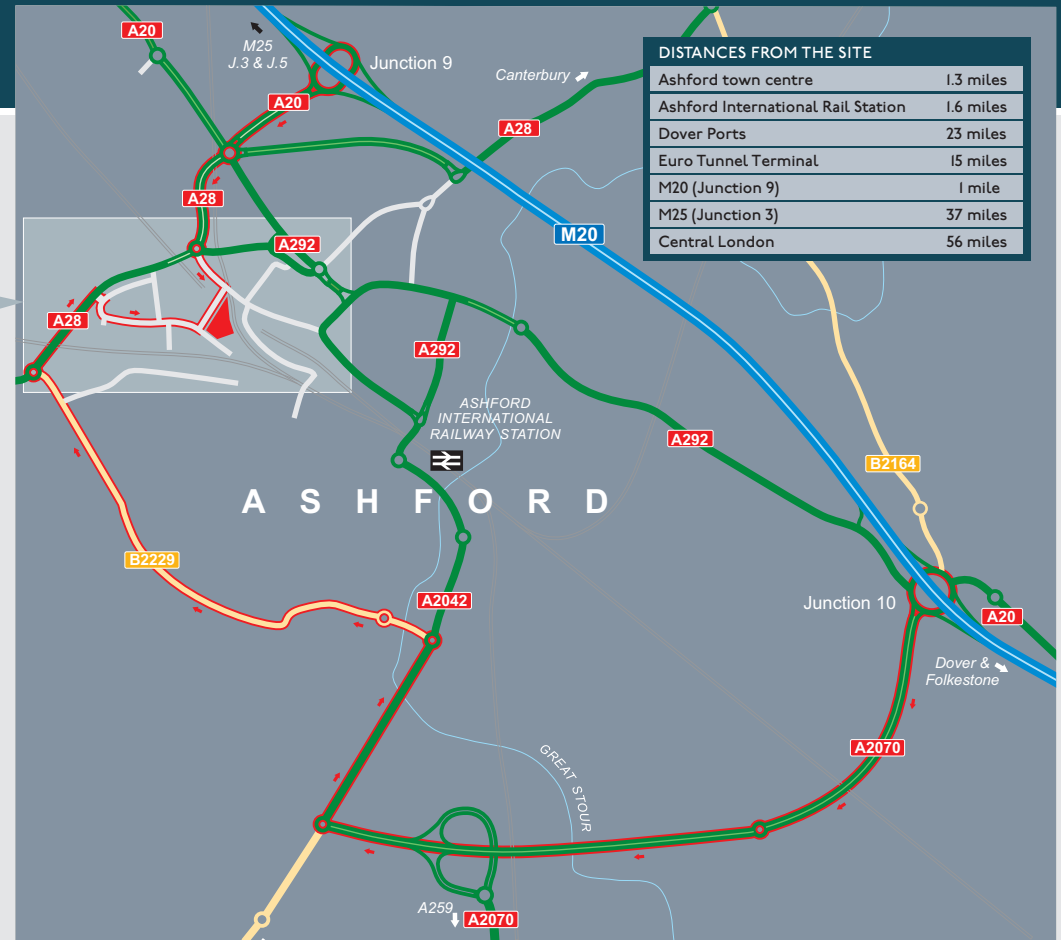 A20
M25
J.3 & J.5
Junction 9
Canterbury
A20
A28
A28
A292
M20
DISTANCES FROM THE SITE
Ashford town centre 1.3 miles
Ashford International Rail Station 1.6 miles
Dover Ports 23 miles
Euro Tunnel Terminal 15 miles
M20 (Junction 9) 1 mile
M25 (Junction 3) 37 miles
Central London 56 miles
A28
A292
ASHFORD
INTERNATIONAL
RAILWAY STATION
A292
B2164
ASHFORD
B2229
A2042
Junction 10
A20
Dover &
Folkestone
A2070
GREAT STOUR
A259
A2070